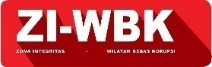 ZI-WBK
ZONA INTEGRITAS - WILAYAH BEBAS KORUPSI